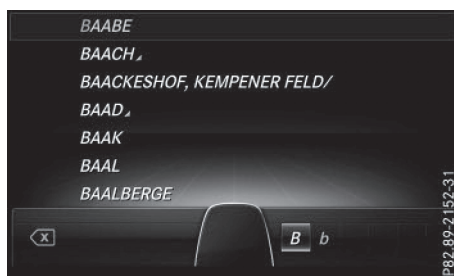 BAABE
BAACH
BAACKESHOF, KEMPENER FELD/
BAAD
BAAK
BAAL
BAALBERGE
B b
P82.89-2152-31